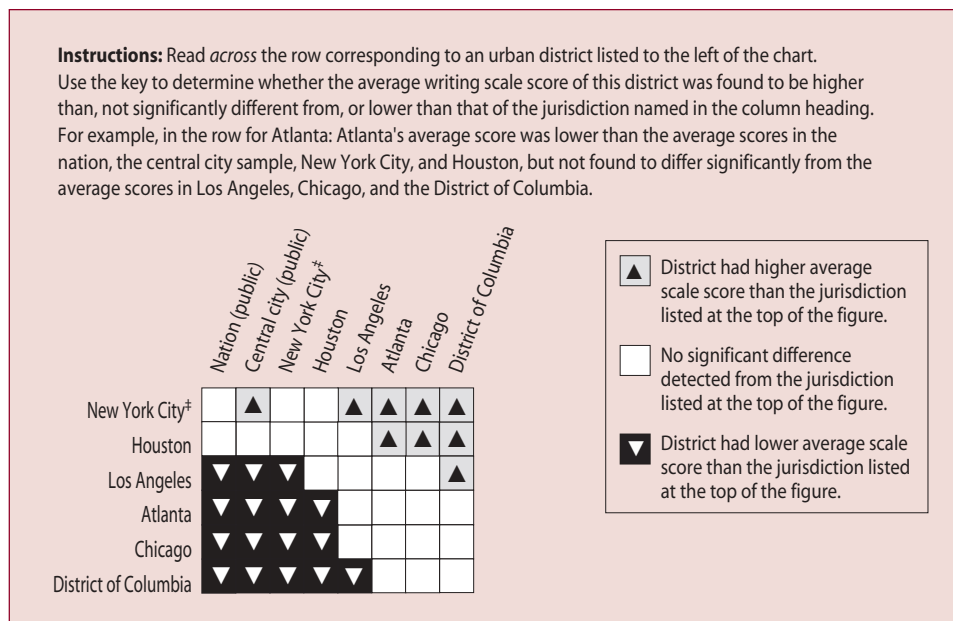 Instructions: Read across the row corresponding to an urban district listed to the left of the chart.
Use the key to determine whether the average writing scale score of this district was found to be higher
than, not significantly different from, or lower than that of the jurisdiction named in the column heading.
For example, in the row for Atlanta: Atlanta's average score was lower than the average scores in the
nation, the central city sample, New York City, and Houston, but not found to differ significantly from the
average scores in Los Angeles, Chicago, and the District of Columbia.
Nation (public)
Central city (public)
New York City‡
Houston
Los Angeles
Atlanta
Chicago
District of Columbia
New York City‡
Houston
Los Angeles
Atlanta
Chicago
District of Columbia
District had higher average
scale score than the jurisdiction
listed at the top of the figure.
No significant difference
detected from the jurisdiction
listed at the top of the figure.
District had lower average scale
score than the jurisdiction listed
at the top of the figure.